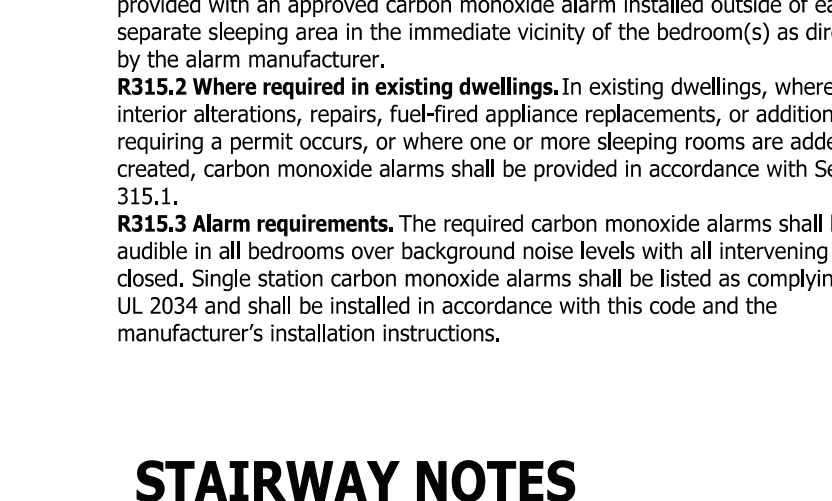 provided with an approved carbon monoxide alarm installed outside of
separate sleeping area in the immediate vicinity of the bedroom(s) as
by the alarm manufacturer.
R315.2 Where required in existing dwellings. In existing dwellings, where
interior alterations, repairs, fuel-fired appliance replacements, or addition
requiring a permit occurs, or where one or more sleeping rooms are
created, carbon monoxide alarms shall be provided in accordance with
315.1.
R315.3 Alarm requirements. The required carbon monoxide alarms shall
audible in all bedrooms over background noise levels with all intervening
closed. Single station carbon monoxide alarms shall be listed as complyin
UL 2034 and shall be installed in accordance with this code and the
manufacturer's installation instructions.
STAIRWAY NOTES